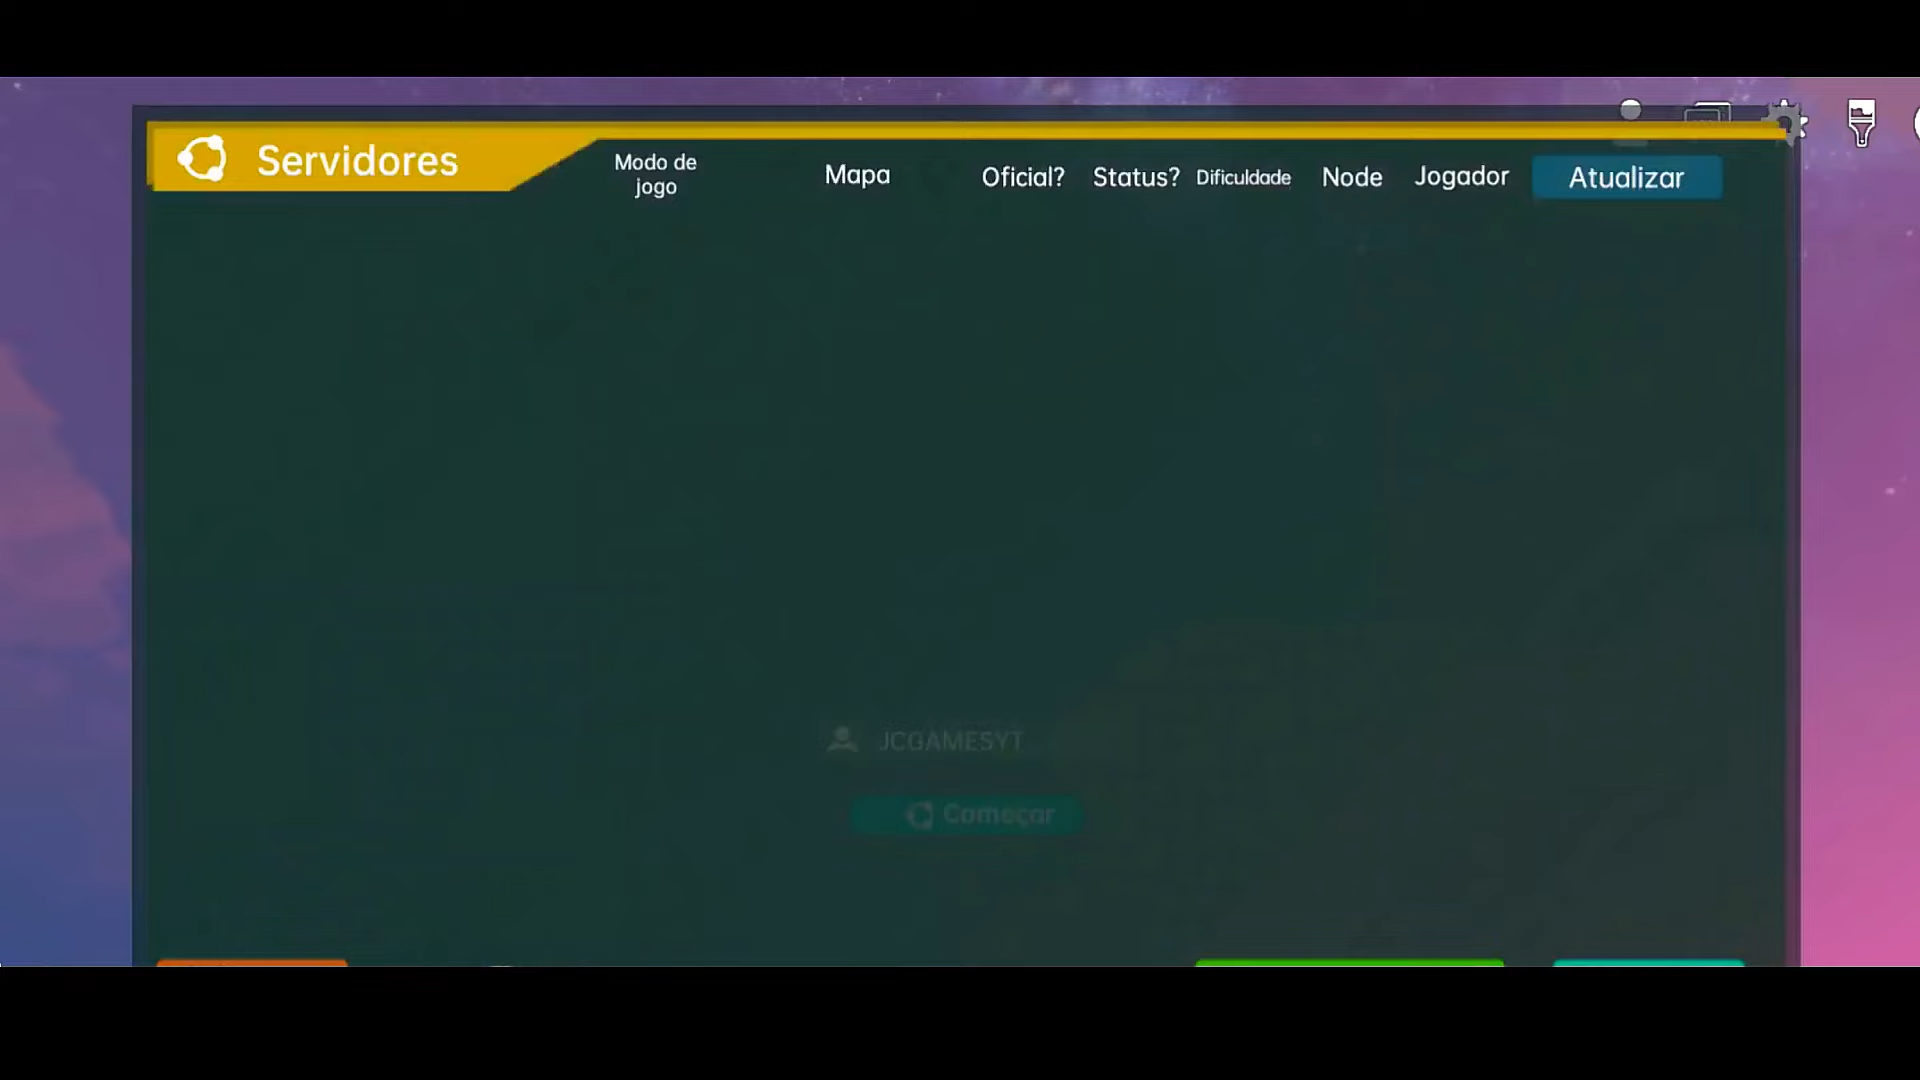 Servidores
Modo de
jogo
Mapa
Oficial?
Status?
Dificuldade
Node
Jogador
Atualizar
JCGAMESYT
Começar